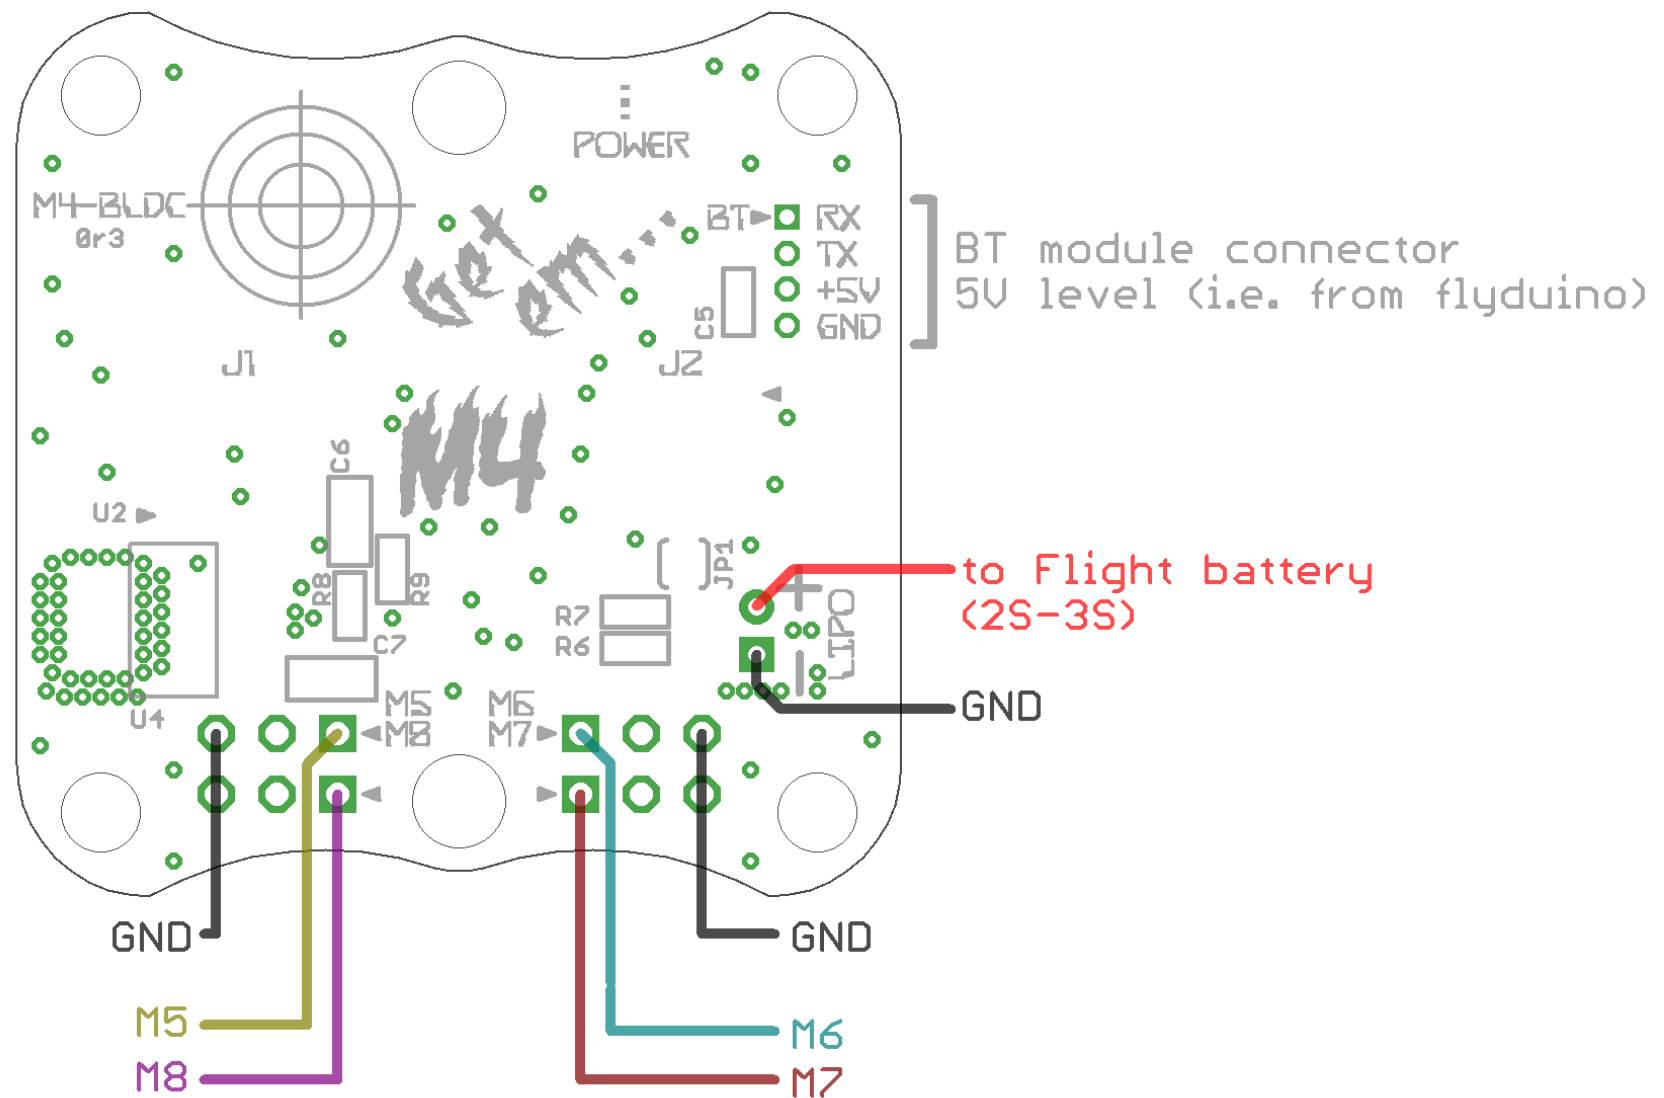 POWER
M4-BLDC
0r3
Get
em...
BT
RX
TX
+5V
GND
C5
BT module connector
5V level (i.e. from flyduino)
J1
J2
M4
C6
U2
R8
R9
JP1
R7
R6
C7
+
LIPO
-
to Flight battery
(2S-3S)
GND
U4
M5
M8
M6
M7
GND
GND
M5
M6
M8
M7